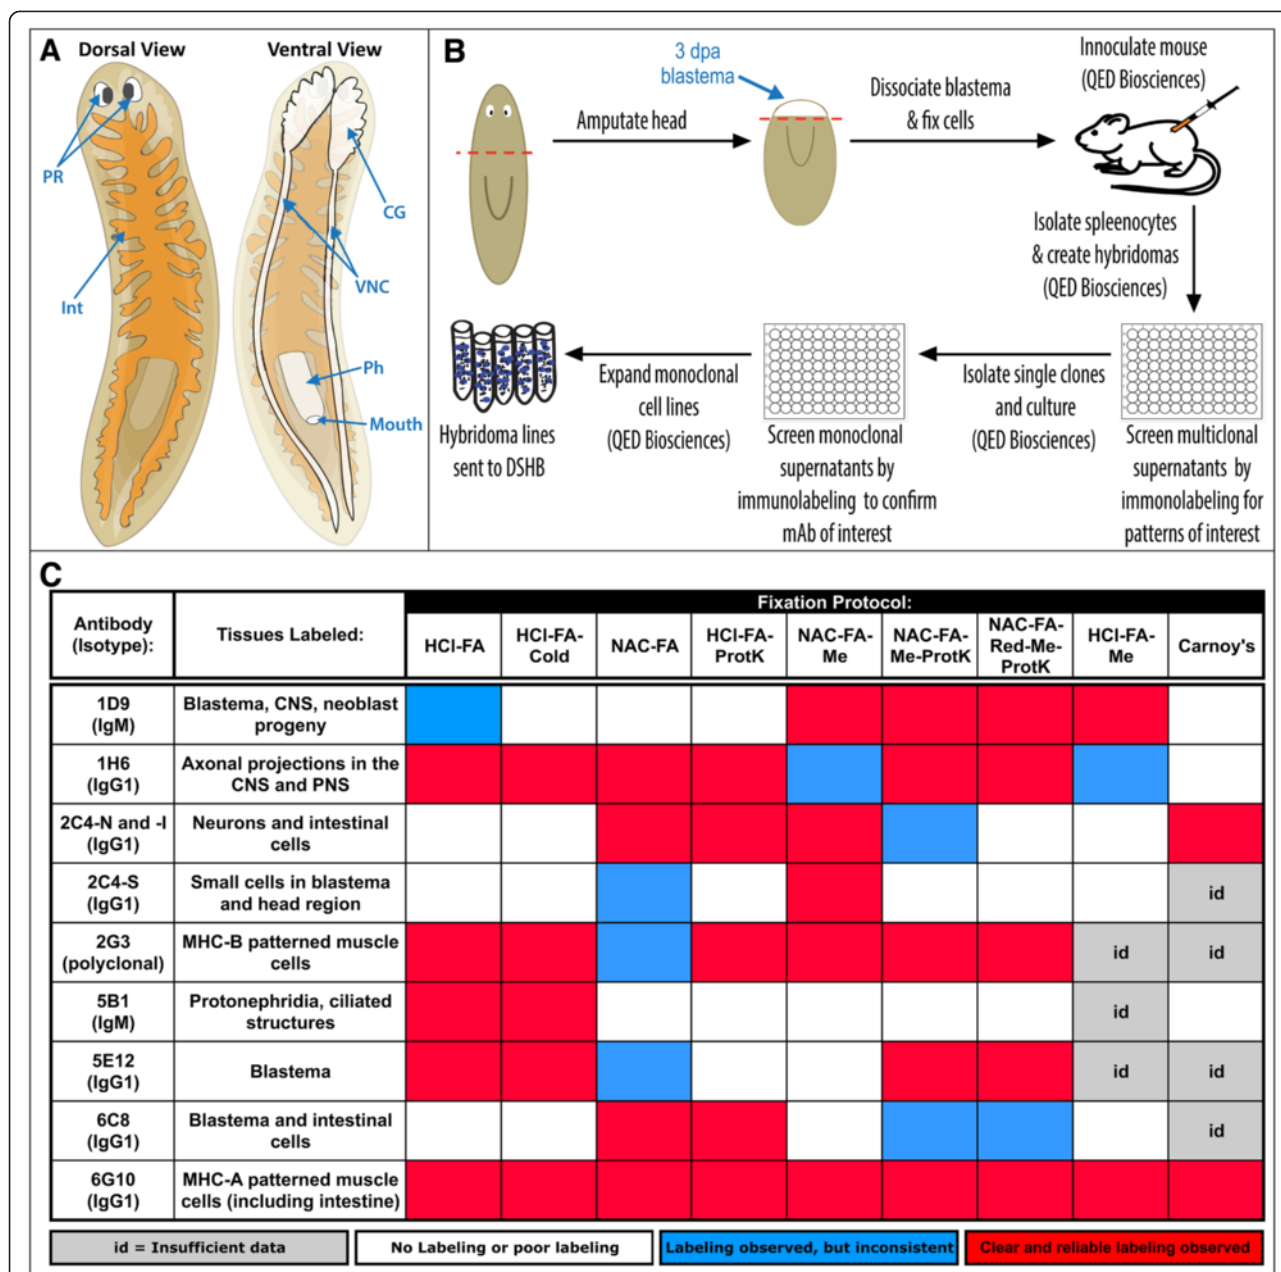 A
Dorsal View
Ventral View
PR
Int
CG
VNC
Ph
Mouth
B
3 dpa
blastema
Amputate head
Dissociate blastema
& fix cells
Innoculate mouse
(QED Biosciences)
Isolate spleenocytes
& create hybridomas
(QED Biosciences)
Screen multiclonal
supernatants by
immonolabeling for
patterns of interest
Isolate single clones
and culture
(QED Biosciences)
Screen monoclonal
supernatants by
immunolabeling to confirm
mAb of interest
Expand monoclonal
cell lines
(QED Biosciences)
Hybridoma lines
sent to DSHB
C
Antibody
(Isotype):
Tissues Labeled:
Fixation Protocol:
HCl-FA
HCl-FA-
Cold
NAC-FA
HCl-FA-
ProtK
NAC-FA-
Me
NAC-FA-
Me-ProtK
NAC-FA-
Red-Me-
ProtK
HCl-FA-
Me
Carnoy's
1D9
(IgM)
Blastema, CNS, neoblast
progeny
1H6
(IgG1)
Axonal projections in the
CNS and PNS
2C4-N and -I
(IgG1)
Neurons and intestinal
cells
2C4-S
(IgG1)
Small cells in blastema
and head region
id
2G3
(polyclonal)
MHC-B patterned muscle
cells
id
id
5B1
(IgM)
Protonephridia, ciliated
structures
id
5E12
(IgG1)
Blastema
id
id
6C8
(IgG1)
Blastema and intestinal
cells
id
6G10
(IgG1)
MHC-A patterned muscle
cells (including intestine)
id = Insufficient data
No Labeling or poor labeling
Labeling observed, but inconsistent
Clear and reliable labeling observed